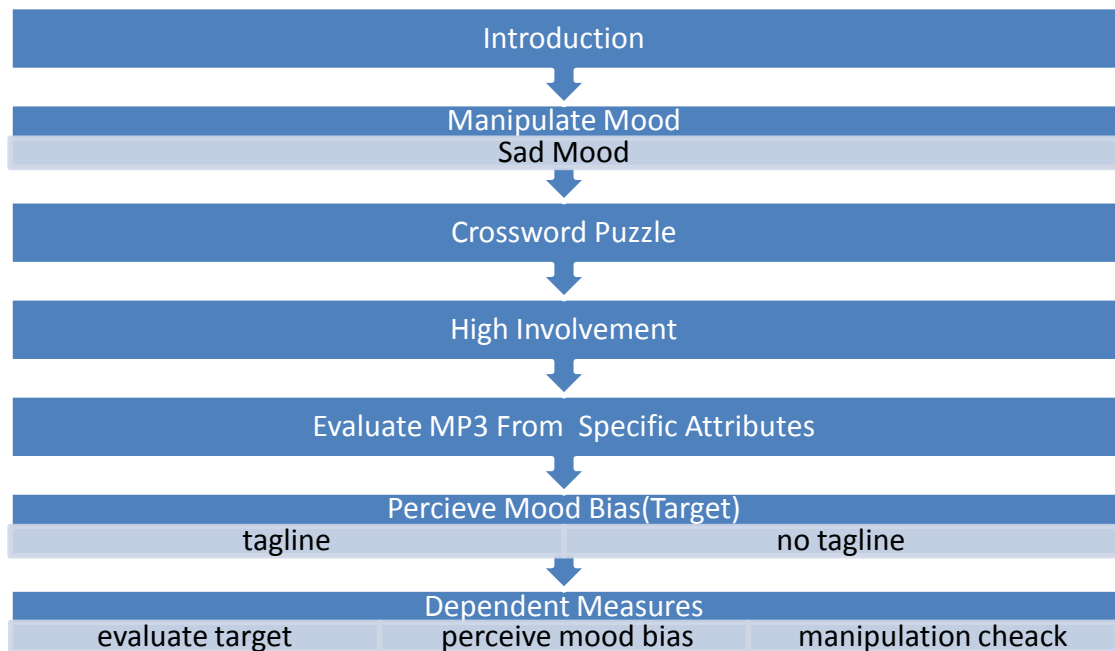 Introduction
Manipulate Mood
Sad Mood
Crossword Puzzle
High Involvement
Evaluate MP3 From Specific Attributes
Percieve Mood Bias(Target)
tagline no tagline
Dependent Measures
evaluate target perceive mood bias manipulation cheack